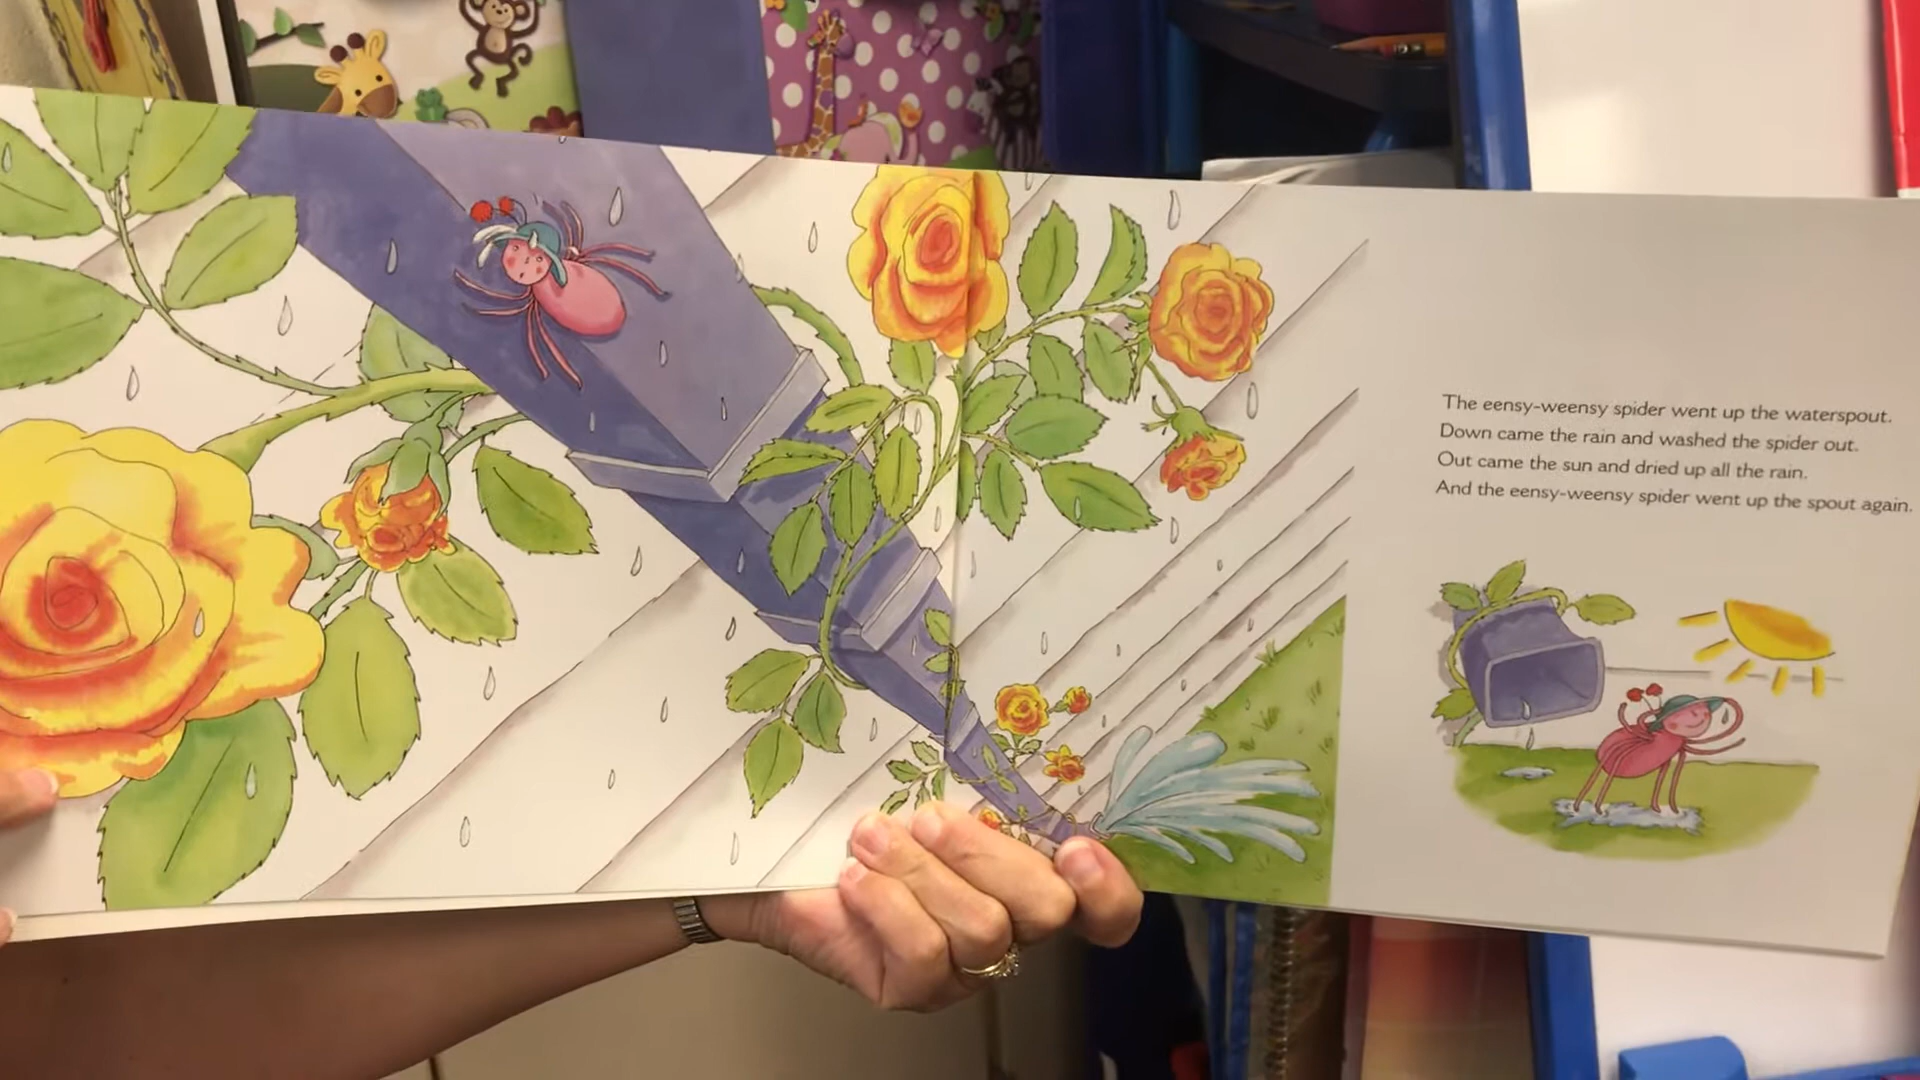 The eensy-weensy spider went up the waterspout.
Down came the rain and washed the spider out.
Out came the sun and dried up all the rain.
And the eensy-weensy spider went up the spout again.